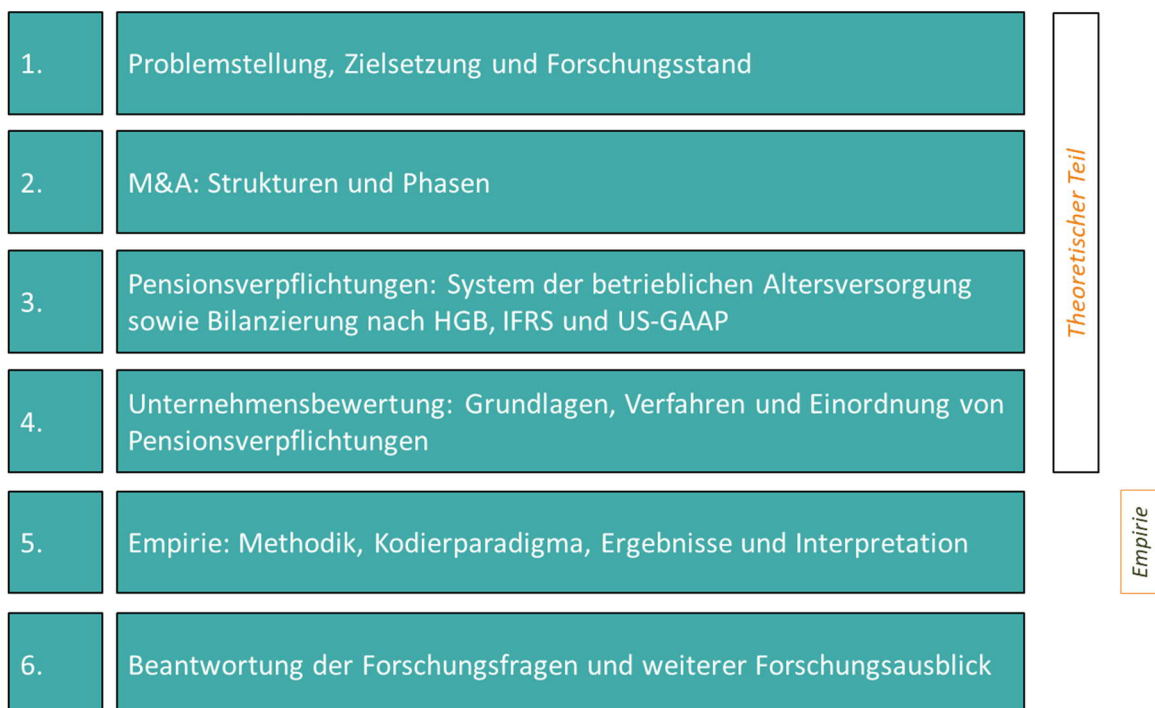 1.
Problemstellung, Zielsetzung und Forschungsstand
2.
M&A: Strukturen und Phasen
3.
Pensionsverpflichtungen: System der betrieblichen Altersversorgung
sowie Bilanzierung nach HGB, IFRS und US-GAAP
4.
Unternehmensbewertung: Grundlagen, Verfahren und Einordnung von
Pensionsverpflichtungen
Theoretischer Teil
5.
Empirie: Methodik, Kodierparadigma, Ergebnisse und Interpretation
Empirie
6.
Beantwortung der Forschungsfragen und weiterer Forschungsausblick